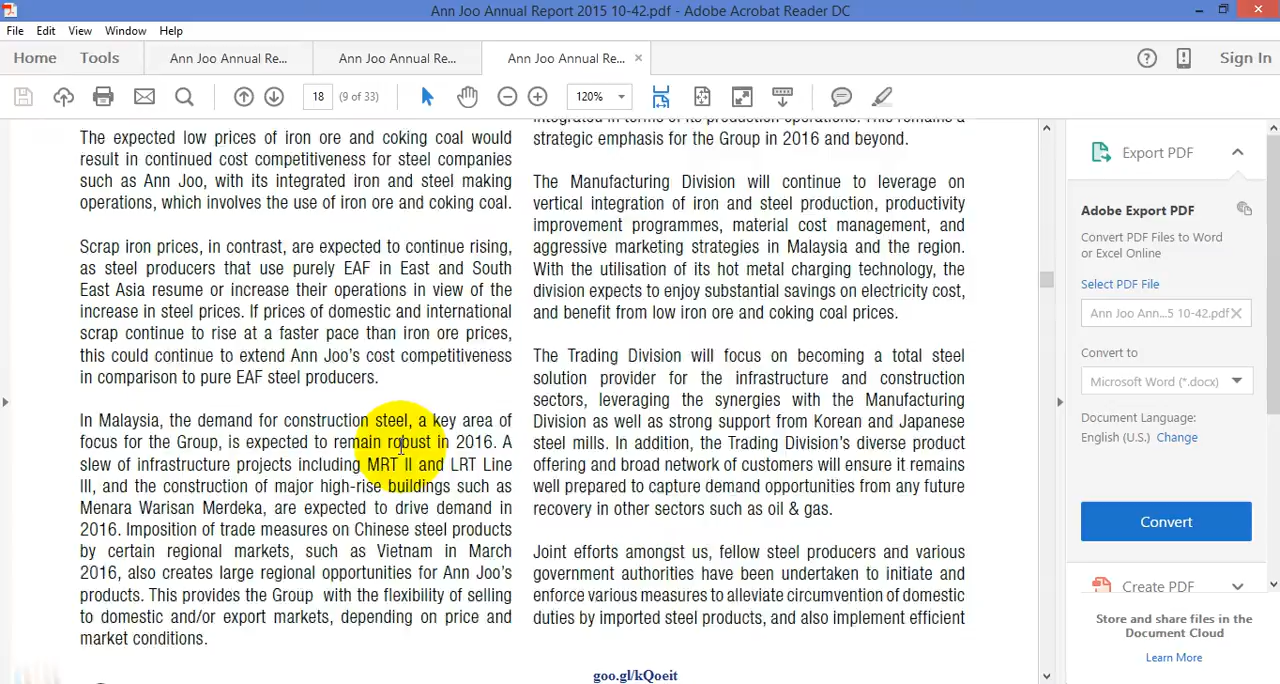 Ann Joo Annual Report 2015 10-42.pdf - Adobe Acrobat Reader DC
File Edit View Window Help
Home Tools Ann Joo Annual Re... Ann Joo Annual Re... Ann Joo Annual Re... × Sign In
18 (9 of 33) 120%
The expected low prices of iron ore and coking coal would
result in continued cost competitiveness for steel companies
such as Ann Joo, with its integrated iron and steel making
operations, which involves the use of iron ore and coking coal.
Scrap iron prices, in contrast, are expected to continue rising,
as steel producers that use purely EAF in East and South
East Asia resume or increase their operations in view of the
increase in steel prices. If prices of domestic and international
scrap continue to rise at a faster pace than iron ore prices,
this could continue to extend Ann Joo's cost competitiveness
in comparison to pure EAF steel producers.
In Malaysia, the demand for construction steel, a key area of
focus for the Group, is expected to remain robust in 2016. A
slew of infrastructure projects including MRT II and LRT Line
III, and the construction of major high-rise buildings such as
Menara Warisan Merdeka, are expected to drive demand in
2016. Imposition of trade measures on Chinese steel products
by certain regional markets, such as Vietnam in March
2016, also creates large regional opportunities for Ann Joo's
products. This provides the Group with the flexibility of selling
to domestic and/or export markets, depending on price and
market conditions.
integrated in terms of its production operations. This remains a
strategic emphasis for the Group in 2016 and beyond.
The Manufacturing Division will continue to leverage on
vertical integration of iron and steel production, productivity
improvement programmes, material cost management, and
aggressive marketing strategies in Malaysia and the region.
With the utilisation of its hot metal charging technology, the
division expects to enjoy substantial savings on electricity cost,
and benefit from low iron ore and coking coal prices.
The Trading Division will focus on becoming a total steel
solution provider for the infrastructure and construction
sectors, leveraging the synergies with the Manufacturing
Division as well as strong support from Korean and Japanese
steel mills. In addition, the Trading Division's diverse product
offering and broad network of customers will ensure it remains
well prepared to capture demand opportunities from any future
recovery in other sectors such as oil & gas.
Joint efforts amongst us, fellow steel producers and various
government authorities have been undertaken to initiate and
enforce various measures to alleviate circumvention of domestic
duties by imported steel products, and also implement efficient
goo.gl/kQoeit
Export PDF
Adobe Export PDF
Convert PDF Files to Word
or Excel Online
Select PDF File
Ann Joo Ann...5 10-42.pdf
Convert to
Microsoft Word (*.docx)
Document Language:
English (U.S.) Change
Convert
Create PDF
Store and share files in the
Document Cloud
Learn More